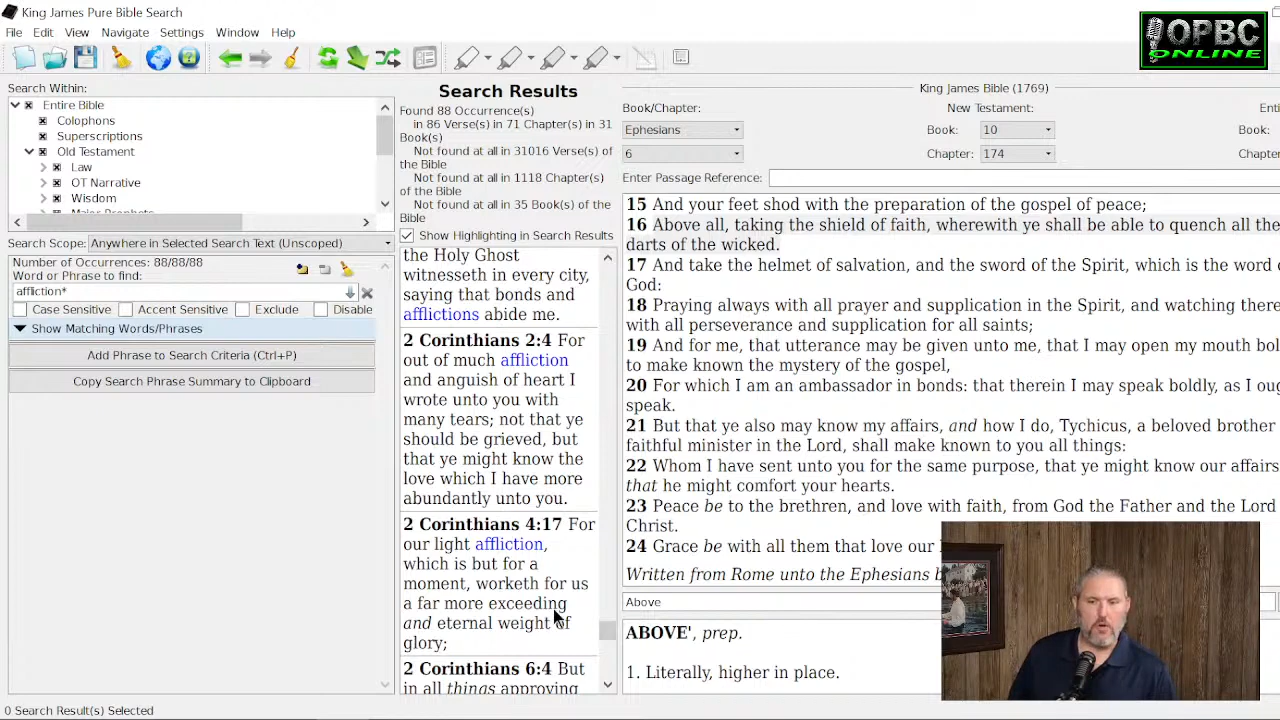 King James Pure Bible Search
OPBC
ONLINE
File Edit View Navigate Settings Window Help
Search Within:
Entire Bible
Colophons
Superscriptions
Old Testament
Law
OT Narrative
Wisdom
Search Scope: Anywhere in Selected Search Text (Unscoped)
Number of Occurrences: 88/88/88
Word or Phrase to find:
affliction*
Case Sensitive Accent Sensitive Exclude Disable
Show Matching Words/Phrases
Add Phrase to Search Criteria (Ctrl+P)
Copy Search Phrase Summary to Clipboard
Search Results
Found 88 Occurrence(s)
in 86 Verse(s) in 71 Chapter(s) in 31
Book(s)
Not found at all in 31016 Verse(s) of
the Bible
Not found at all in 1118 Chapter(s)
of the Bible
Not found at all in 35 Book(s) of the
Bible
Show Highlighting in Search Results
the Holy Ghost
witnesseth in every city,
saying that bonds and
afflictions abide me.
2 Corinthians 2:4 For
out of much affliction
and anguish of heart I
wrote unto you with
many tears; not that ye
should be grieved, but
that ye might know the
love which I have more
abundantly unto you.
2 Corinthians 4:17 For
our light affliction,
which is but for a
moment, worketh for us
a far more exceeding
and eternal weight of
glory;
2 Corinthians 6:4 But
in all things approving
King James Bible (1769)
Book/Chapter: New Testament:
Ephesians Book: 10 Book:
6 Chapter: 174
Enter Passage Reference:
15 And your feet shod with the preparation of the gospel of peace;
16 Above all, taking the shield of faith, wherewith ye shall be able to quench all the
darts of the wicked.
17 And take the helmet of salvation, and the sword of the Spirit, which is the word
God:
18 Praying always with all prayer and supplication in the Spirit, and watching
with all perseverance and supplication for all saints;
19 And for me, that utterance may be given unto me, that I may open my mouth
to make known the mystery of the gospel,
20 For which I am an ambassador in bonds: that therein I may speak boldly, as I
speak.
21 But that ye also may know my affairs, and how I do, Tychicus, a beloved brother
faithful minister in the Lord, shall make known to you all things:
22 Whom I have sent unto you for the same purpose, that ye might know our affairs
that he might comfort your hearts.
23 Peace be to the brethren, and love with faith, from God the Father and the Lord
Christ.
24 Grace be with all them that love our
Written from Rome unto the Ephesians
Above
ABOVE', prep.
1. Literally, higher in place.
0 Search Result(s) Selected